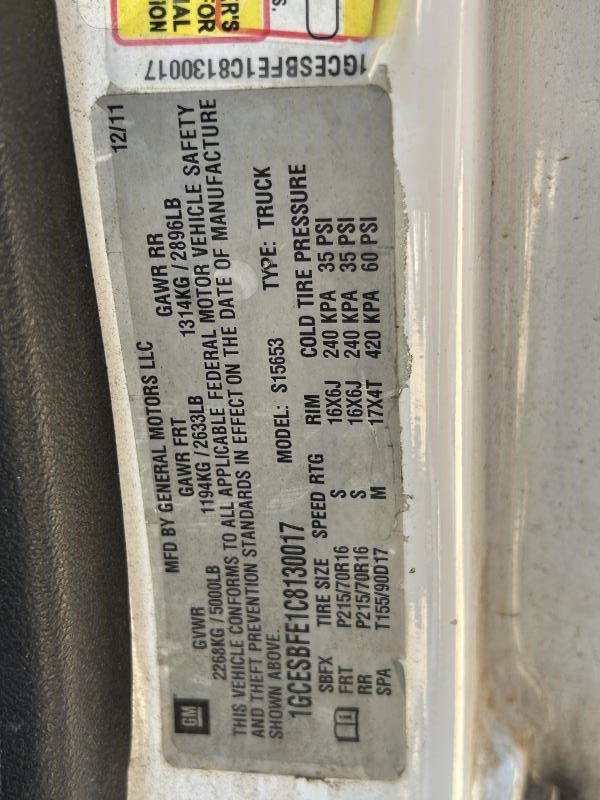 R'S
FOR
IAL
ION
S.
1GCESBFE1C8130017
MFD BY GENERAL MOTORS LLC 12/11
GM
GVWR GAWR FRT GAWR RR
2268KG/5000LB 1194KG/2633LB 1314KG/2896LB
THIS VEHICLE CONFORMS TO ALL APPLICABLE FEDERAL MOTOR VEHICLE SAFETY
AND THEFT PREVENTION STANDARDS IN EFFECT ON THE DATE OF MANUFACTURE
SHOWN ABOVE.
1GCESBFE1C8130017 MODEL: S15653 TYPE: TRUCK
SBFX TIRE SIZE SPEED RTG RIM COLD TIRE PRESSURE
FRT P215/70R16 S 16X6J 240 KPA 35 PSI
RR P215/70R16 S 16X6J 240 KPA 35 PSI
SPA T155/90D17 M 17X4T 420 KPA 60 PSI